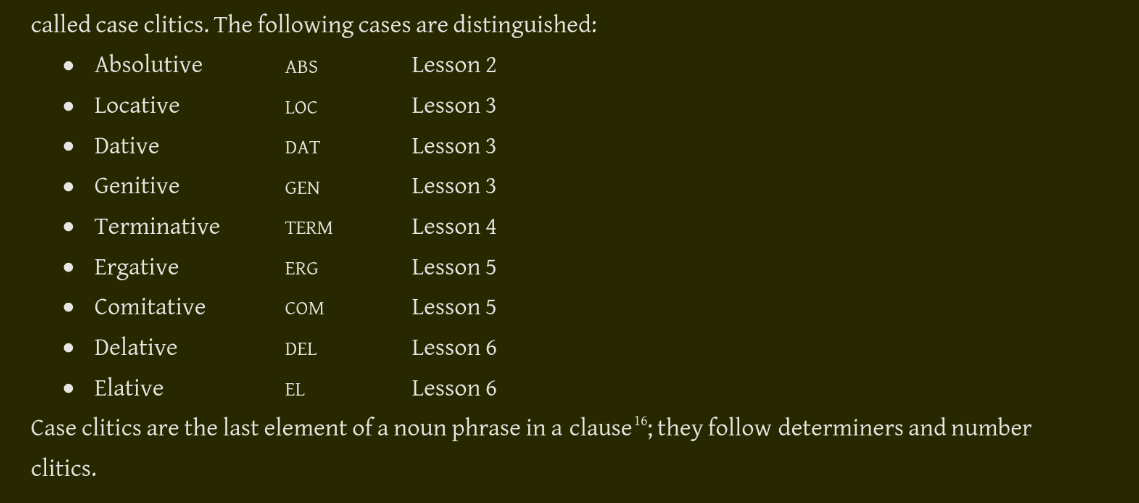 called case clitics. The following cases are distinguished:
• Absolutive ABS Lesson 2
• Locative LOC Lesson 3
• Dative DAT Lesson 3
• Genitive GEN Lesson 3
• Terminative TERM Lesson 4
• Ergative ERG Lesson 5
• Comitative COM Lesson 5
• Delative DEL Lesson 6
• Elative EL Lesson 6
Case clitics are the last element of a noun phrase in a clause¹⁶; they follow determiners and number
clitics.